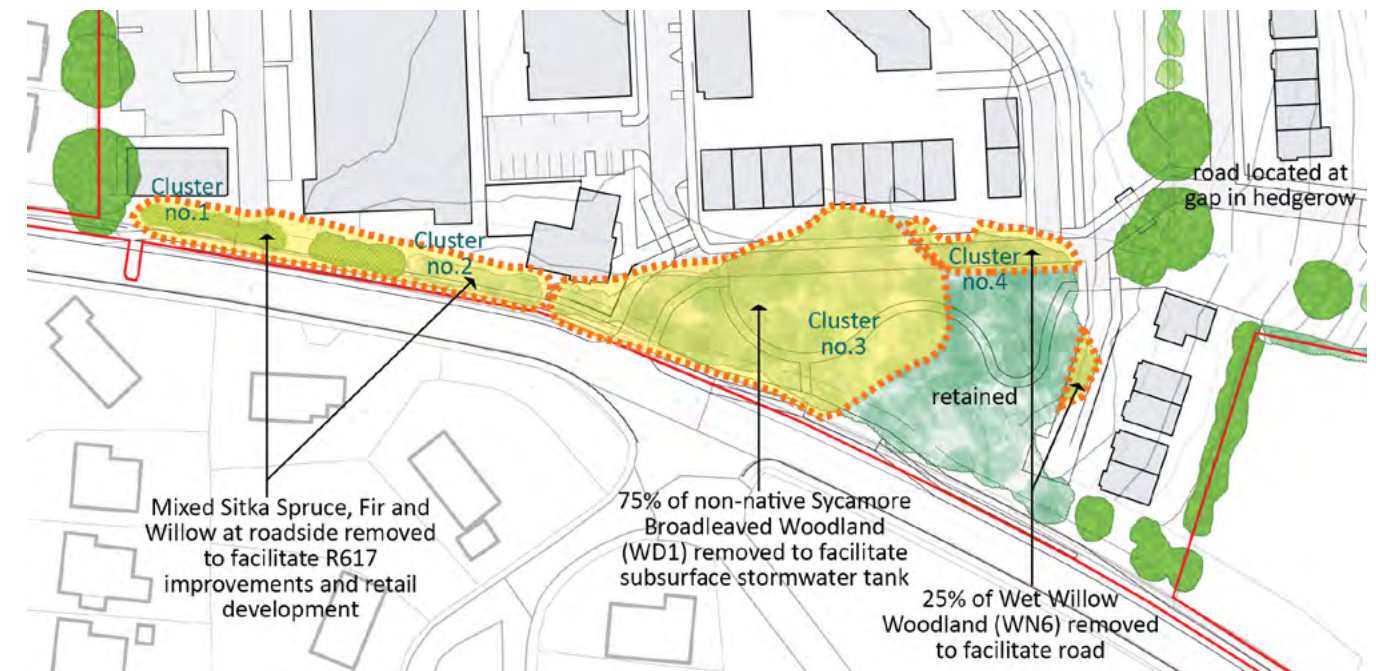 Cluster
no.1
Cluster
no.2
Cluster
no.3
Cluster
no.4
road located at
gap in hedgerow
retained
Mixed Sitka Spruce, Fir and
Willow at roadside removed
to facilitate R617
improvements and retail
development
75% of non-native Sycamore
Broadleaved Woodland
(WD1) removed to facilitate
subsurface stormwater tank
25% of Wet Willow
Woodland (WN6) removed
to facilitate road